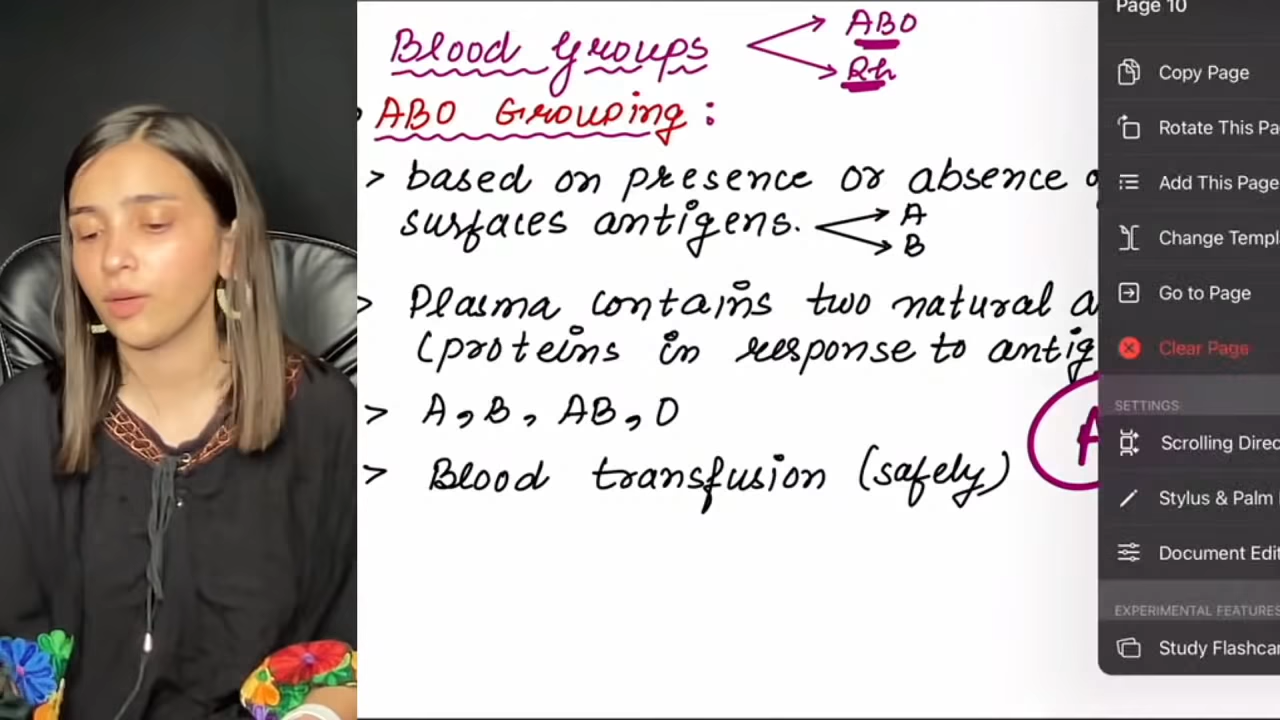 Blood Groups
ABO
Rh
ABO Grouping :
> based on presence or absence
surfaces antigens.
A
B
> Plasma contains two natural
(proteins in response to antig
> A, B, AB, O
> Blood transfusion (safely)
A
Page 10
Copy Page
Rotate This Pa
Add This Page
Change Templ
Go to Page
Clear Page
SETTINGS
Scrolling Direc
Stylus & Palm
Document Edit
EXPERIMENTAL FEATURES
Study Flashcar